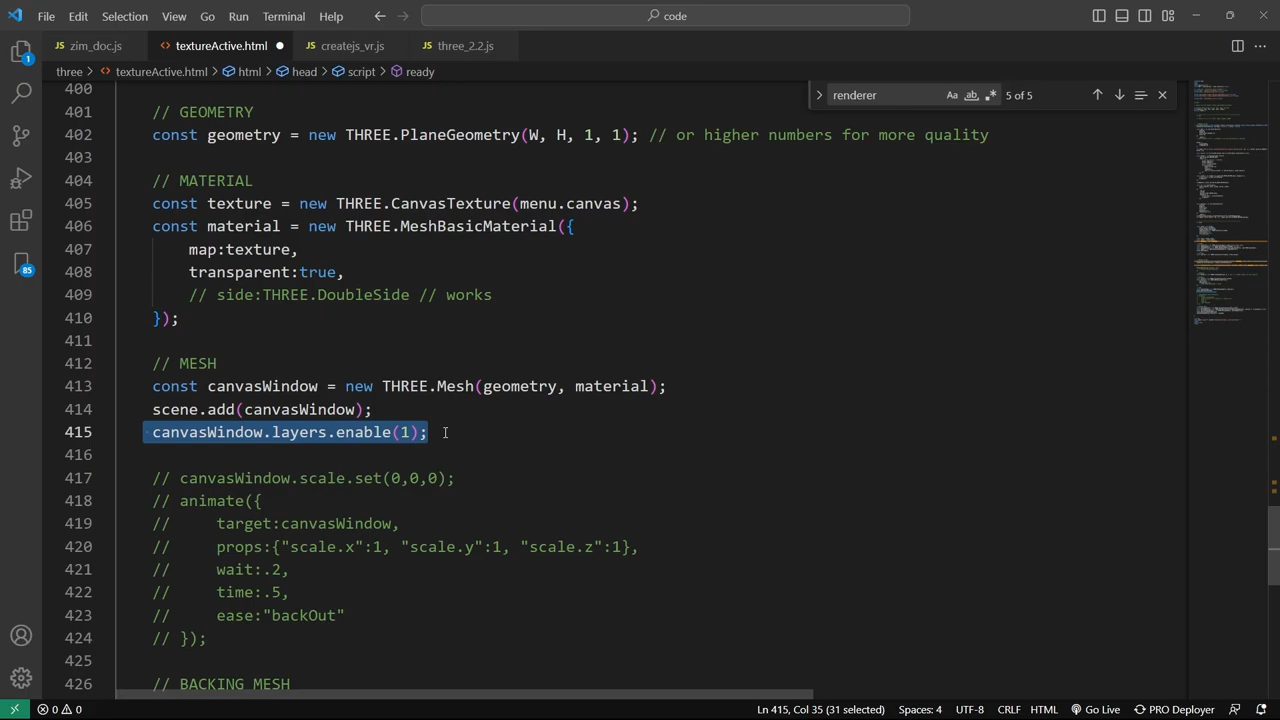 File Edit Selection View Go Run Terminal Help
code
zim_doc.js textureActive.html createjs_vr.js three_2.2.js
three > textureActive.html > html > head > script > ready
renderer ab 5 of 5
1
85
400
401 // GEOMETRY
402 const geometry = new THREE.PlaneGeometry(W, H, 1, 1); // or higher numbers for more quality
403
404 // MATERIAL
405 const texture = new THREE.CanvasTexture(menu.canvas);
406 const material = new THREE.MeshBasicMaterial({
407 map:texture,
408 transparent:true,
409 // side:THREE.DoubleSide // works
410 });
411
412 // MESH
413 const canvasWindow = new THREE.Mesh(geometry, material);
414 scene.add(canvasWindow);
415 canvasWindow.layers.enable(1);
416
417 // canvasWindow.scale.set(0,0,0);
418 // animate({
419 // target:canvasWindow,
420 // props:{"scale.x":1, "scale.y":1, "scale.z":1},
421 // wait:.2,
422 // time:.5,
423 // ease:"backOut"
424 // });
425
426 // BACKING MESH
0 0 Ln 415, Col 35 (31 selected) Spaces: 4 UTF-8 CRLF HTML Go Live PRO Deployer